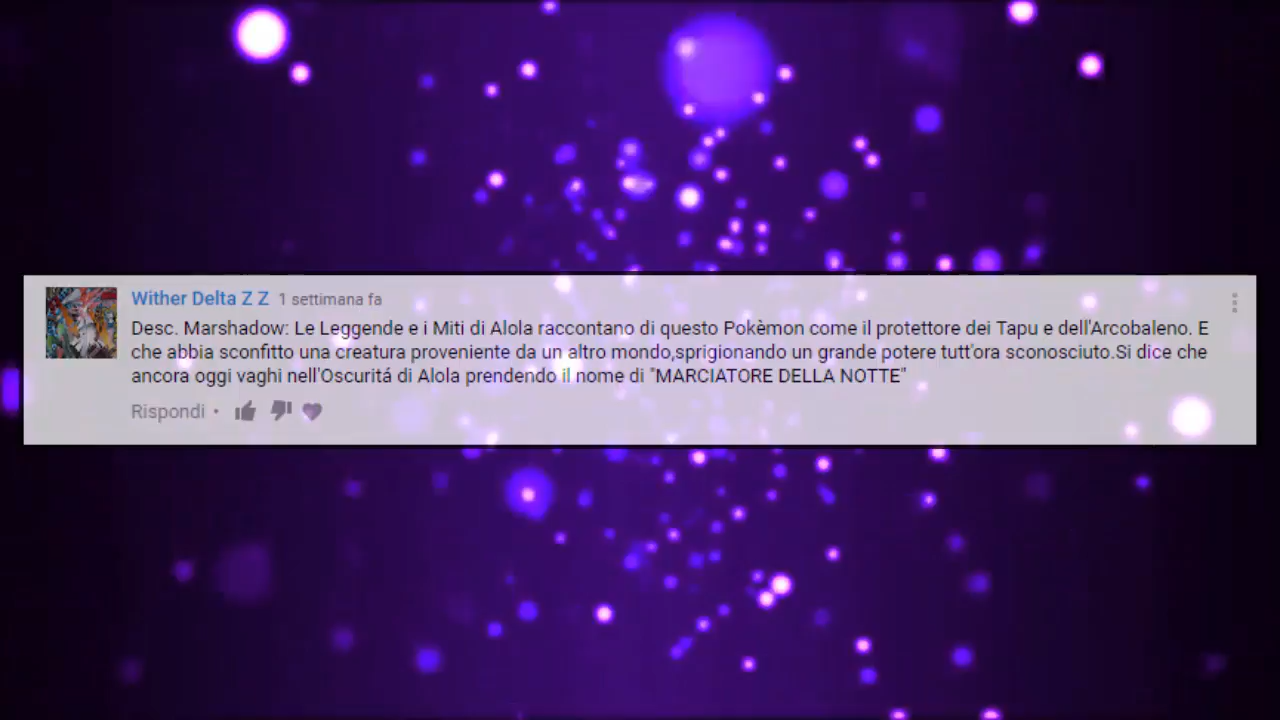 Wither Delta Z Z 1 settimana fa
Desc. Marshadow: Le Leggende e i Miti di Alola raccontano di questo Pokèmon come il protettore dei Tapu e dell'Arcobaleno. E
che abbia sconfitto una creatura proveniente da un altro mondo,sprigionando un grande potere tutt'ora sconosciuto.Si dice che
ancora oggi vaghi nell'Oscuritá di Alola prendendo il nome di "MARCIATORE DELLA NOTTE"
Rispondi •